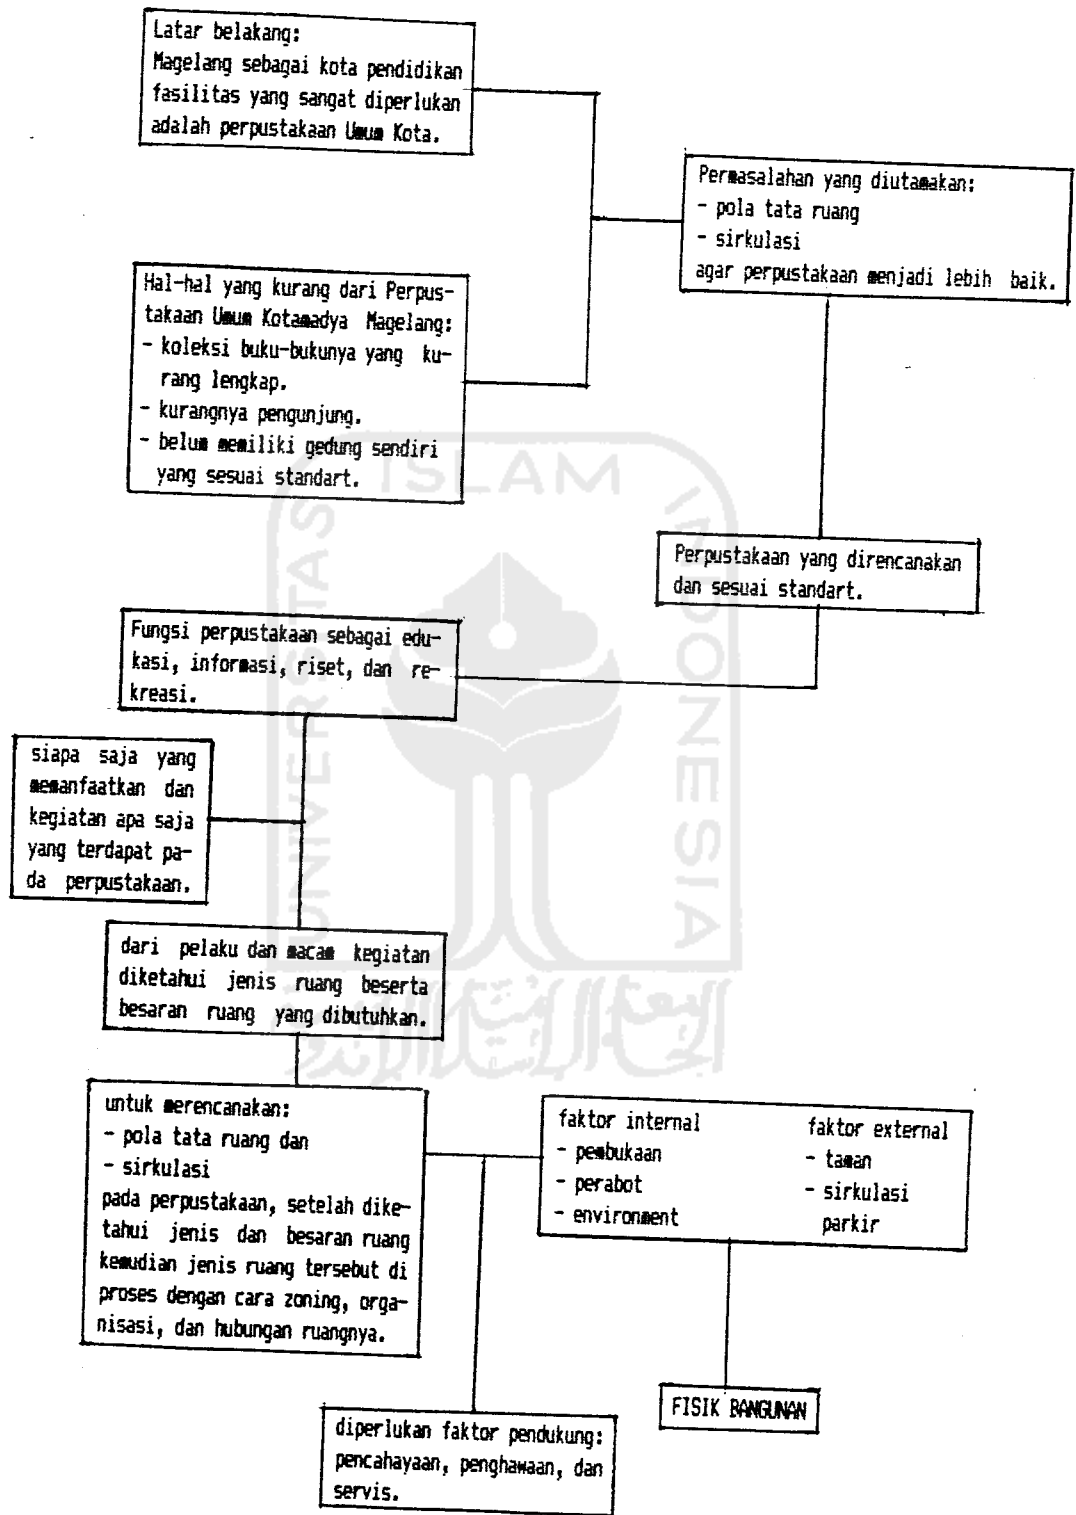 Latar belakang:
Magelang sebagai kota pendidikan
fasilitas yang sangat diperlukan
adalah perpustakaan Umum Kota.
Permasalahan yang diutamakan:
- pola tata ruang
- sirkulasi
agar perpustakaan menjadi lebih baik.
Hal-hal yang kurang dari Perpus-
takaan Umum Kotamadya Magelang:
- koleksi buku-bukunya yang ku-
rang lengkap.
- kurangnya pengunjung.
- belum memiliki gedung sendiri
yang sesuai standart.
Perpustakaan yang direncanakan
dan sesuai standart.
Fungsi perpustakaan sebagai edu-
kasi, informasi, riset, dan re-
kreasi.
siapa saja yang
memanfaatkan dan
kegiatan apa saja
yang terdapat pa-
da perpustakaan.
dari pelaku dan macam kegiatan
diketahui jenis ruang beserta
besaran ruang yang dibutuhkan.
untuk merencanakan:
- pola tata ruang dan
- sirkulasi
pada perpustakaan, setelah dike-
tahui jenis dan besaran ruang
kemudian jenis ruang tersebut di
proses dengan cara zoning, orga-
nisasi, dan hubungan ruangnya.
faktor internal
- pembukaan
- perabot
- environment
faktor external
- taman
- sirkulasi
parkir
diperlukan faktor pendukung:
pencahayaan, penghawaan, dan
servis.
FISIK BANGUNAN
UNIVERSITAS
ISLAM
INDONESIA